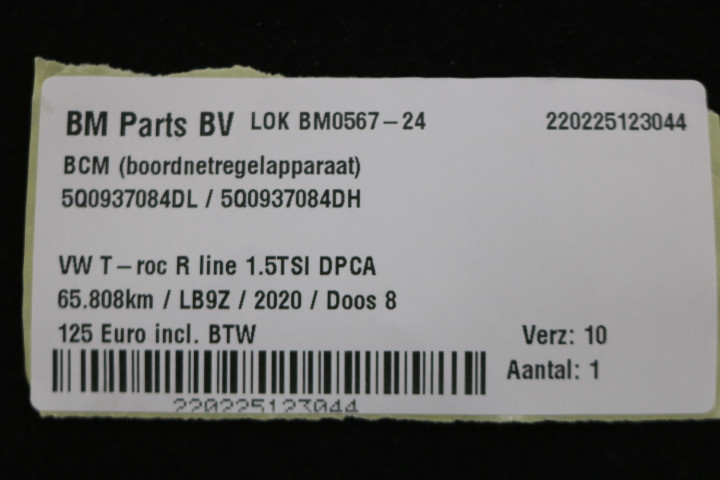 BM Parts BV LOK BM0567-24 220225123044
BCM (boordnetregelapparaat)
5Q0937084DL / 5Q0937084DH
VW T-roc R line 1.5TSI DPCA
65.808km / LB9Z / 2020 / Doos 8
125 Euro incl. BTW Verz: 10
Aantal: 1
220225123044